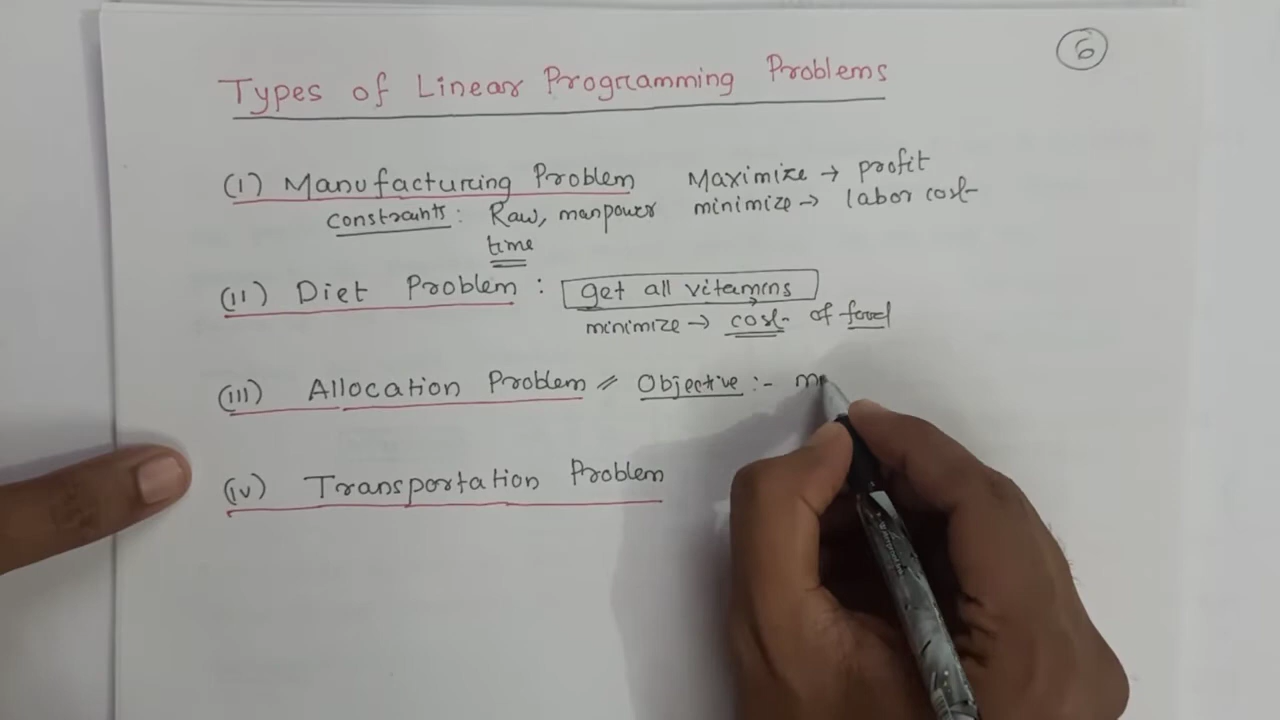 6
Types of Linear Programming Problems
(i) Manufacturing Problem Maximize → profit
constraints : Raw, manpower minimize → labor cost
time
(ii) Diet Problem : get all vitamins
minimize → cost of food
(iii) Allocation Problem // Objective :-
(iv) Transportation Problem